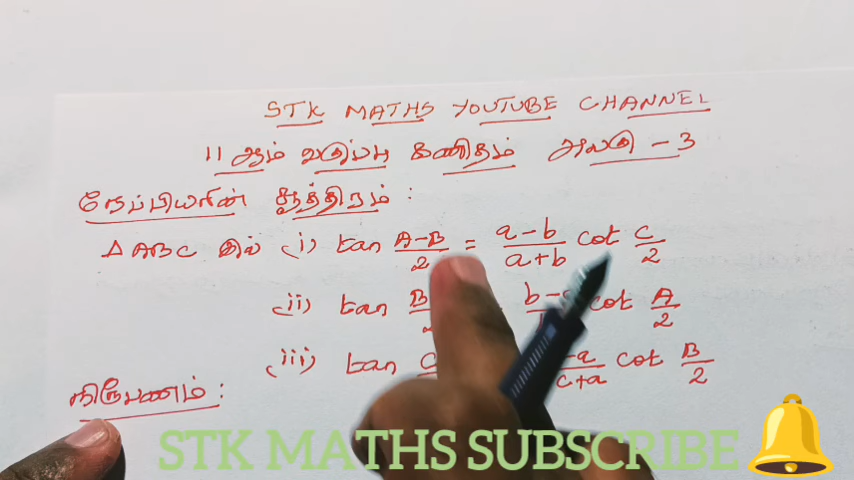 STK MATHS YOUTUBE CHANNEL
11 ஆம் வகுப்பு கணிதம் அலகு - 3
நேப்பியரின் சூத்திரம் :
Δ ABC இல் (i) tan A-B/2 = a-b/a+b cot C/2
(ii) tan B b- cot A/2
(iii) tan C -a/c+a cot B/2
நிரூபணம் :
STK MATHS SUBSCRIBE